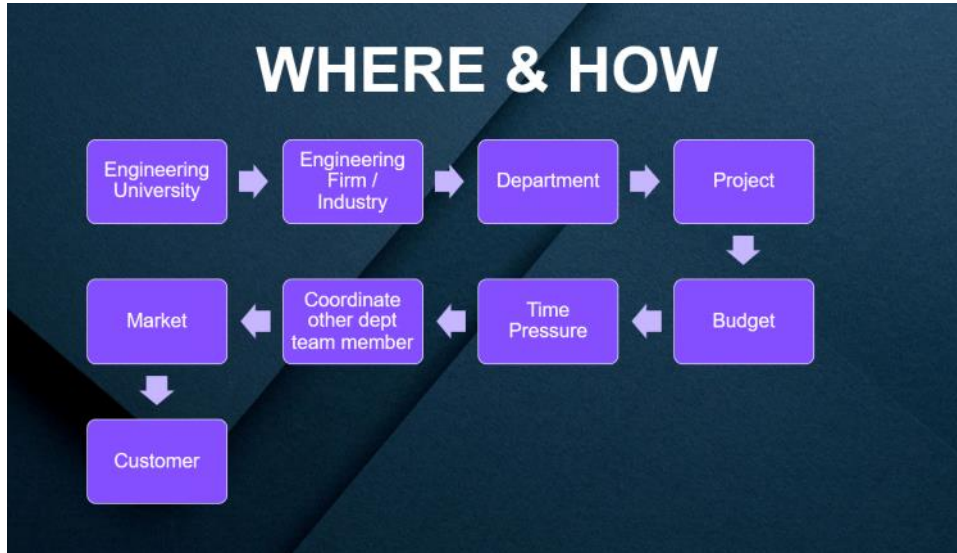 WHERE & HOW
Engineering
University
Engineering
Firm /
Industry
Department
Project
Budget
Time
Pressure
Coordinate
other dept
team member
Market
Customer